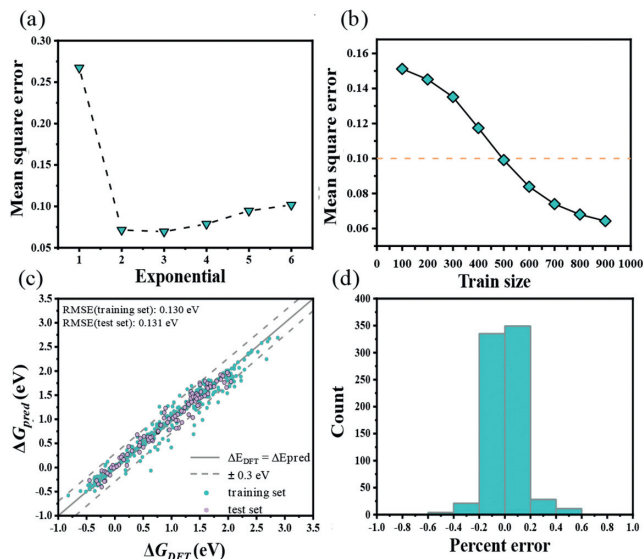 (a)
0.30
0.25
0.20
0.15
0.10
0.05
Mean square error
1 2 3 4 5 6
Exponential
(b)
0.16
0.14
0.12
0.10
0.08
0.06
Mean square error
100 200 300 400 500 600 700 800 900 1000
Train size
(c)
3.5
3.0
2.5
2.0
1.5
1.0
0.5
0.0
-0.5
-1.0
ΔGpred (eV)
RMSE(training set): 0.130 eV
RMSE(test set): 0.131 eV
ΔEDFT = ΔEpred
± 0.3 eV
training set
test set
-1.0 -0.5 0.0 0.5 1.0 1.5 2.0 2.5 3.0 3.5
ΔGDFT (eV)
(d)
400
350
300
250
200
150
100
50
0
Count
-1.0 -0.8 -0.6 -0.4 -0.2 0.0 0.2 0.4 0.6 0.8 1.0
Percent error